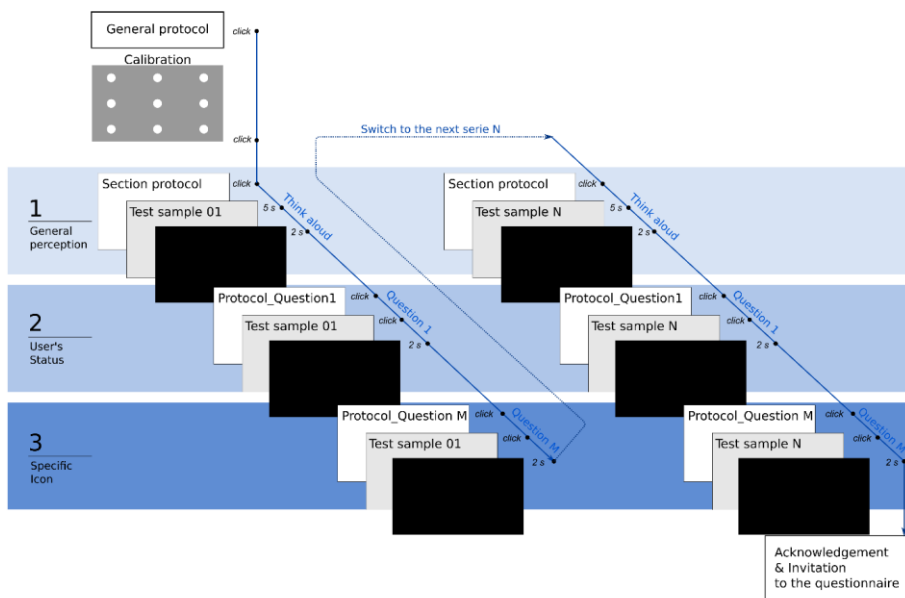 General protocol
click
Calibration
click
Switch to the next serie N
1
General
perception
Section protocol
click
Test sample 01
5 s
Think aloud
2 s
Section protocol
click
Test sample N
5 s
Think aloud
2 s
2
User's
Status
Protocol_Question1
click
Question 1
Test sample 01
click
2 s
Protocol_Question1
click
Question 1
Test sample N
click
2 s
3
Specific
Icon
Protocol_Question M
click
Question M
Test sample 01
click
2 s
Protocol_Question M
click
Question M
Test sample N
click
2 s
Acknowledgement
& Invitation
to the questionnaire